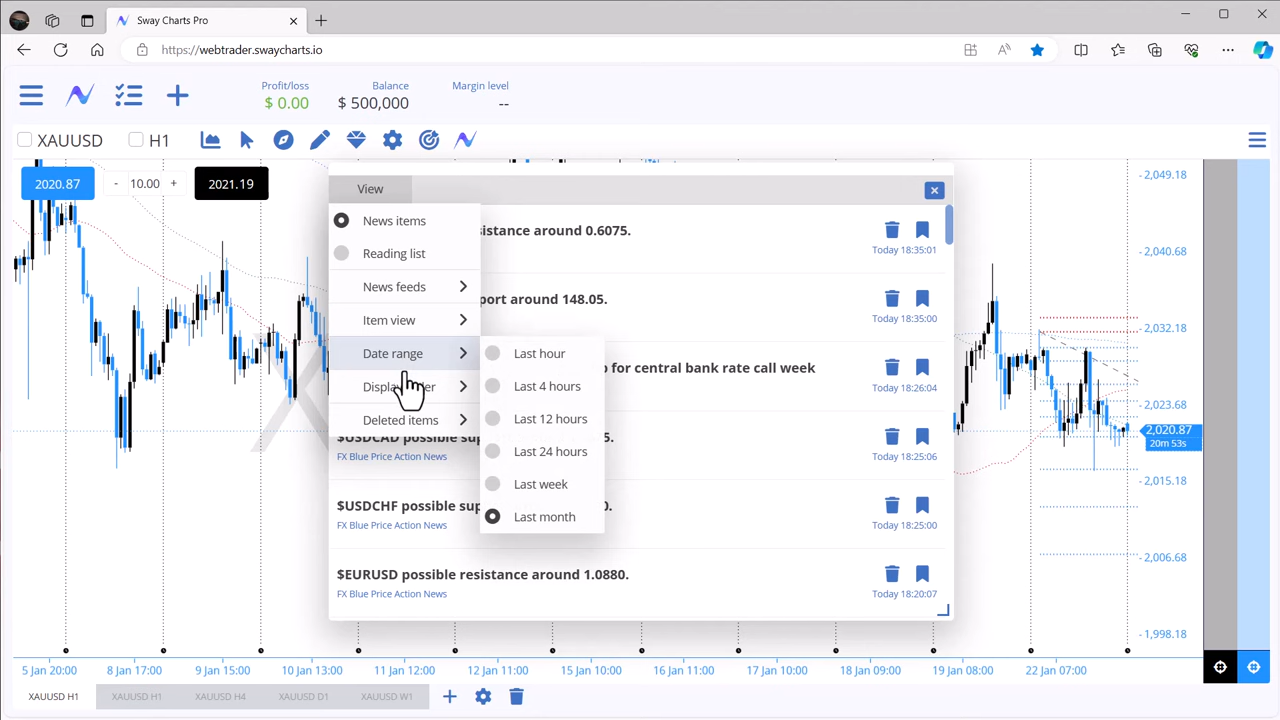 Sway Charts Pro
https://webtrader.swaycharts.io
Profit/loss
Balance
Margin level
$ 0.00
$ 500,000
--
XAUUSD
H1
2020.87
- 10.00 +
2021.19
View
News items
Reading list
News feeds
Item view
Date range
Deleted items
Last hour
Last 4 hours
Last 12 hours
Last 24 hours
Last week
Last month
sistance around 0.6075.
Today 18:35:01
port around 148.05.
Today 18:35:00
for central bank rate call week
Today 18:26:04
$USDCAD possible sup
Today 18:25:06
FX Blue Price Action News
$USDCHF possible sup
FX Blue Price Action News
Today 18:25:00
$EURUSD possible resistance around 1.0880.
FX Blue Price Action News
Today 18:20:07
2,049.18
2,040.68
2,032.18
2,023.68
2,020.87
20m 53s
2,015.18
2,006.68
1,998.18
5 Jan 20:00
8 Jan 17:00
9 Jan 15:00
10 Jan 13:00
11 Jan 12:00
12 Jan 11:00
15 Jan 10:00
16 Jan 11:00
17 Jan 10:00
18 Jan 09:00
19 Jan 08:00
22 Jan 07:00
XAUUSD H1
XAUUSD H1
XAUUSD H4
XAUUSD D1
XAUUSD W1